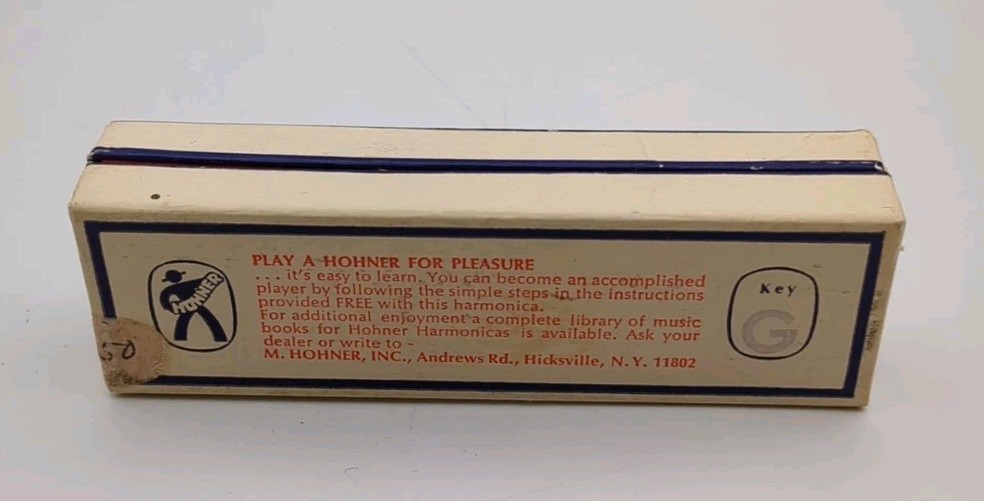 PLAY A HOHNER FOR PLEASURE
. . . it's easy to learn. You can become an accomplished
player by following the simple steps in the instructions
provided FREE with this harmonica.
For additional enjoyment a complete library of music
books for Hohner Harmonicas is available. Ask your
dealer or write to -
M. HOHNER, INC., Andrews Rd., Hicksville, N. Y. 11802
HOHNER
Key
G
50